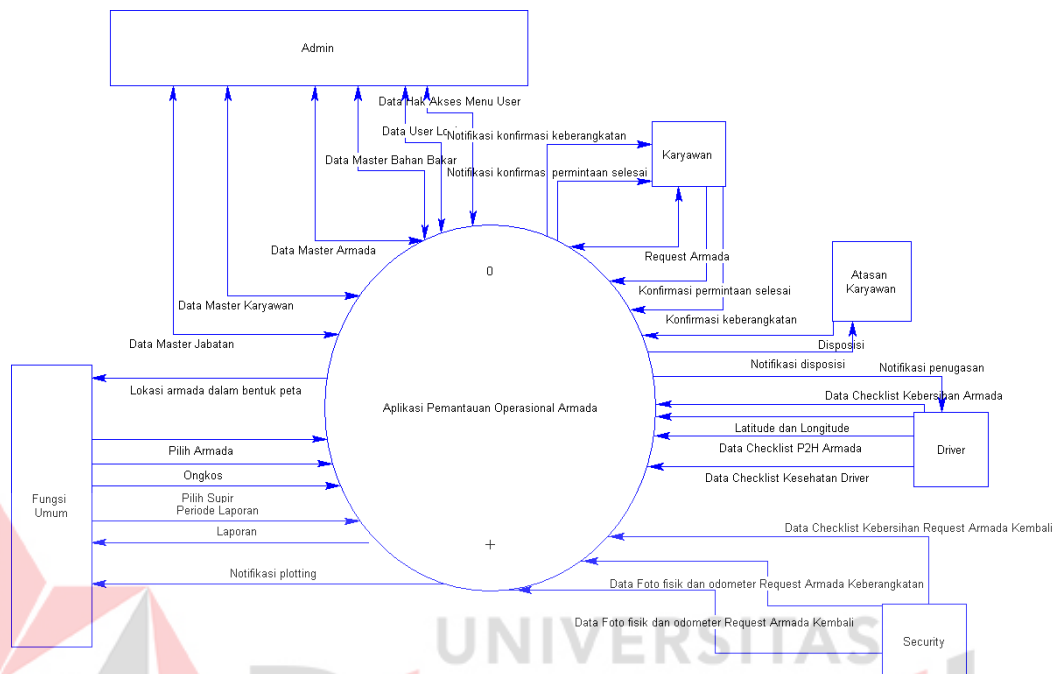 Admin
Data Hak Akses Menu User
Data User
Notifikasi konfirmasi keberangkatan
Data Master Bahan Bakar
Notifikasi konfirmasi permintaan selesai
Karyawan
Data Master Armada
Request Armada
Data Master Karyawan
Konfirmasi permintaan selesai
Data Master Jabatan
Konfirmasi keberangkatan
Atasan
Karyawan
Disposisi
Notifikasi disposisi
Notifikasi penugasan
0
Aplikasi Pemantauan Operasional Armada
+
Lokasi armada dalam bentuk peta
Pilih Armada
Ongkos
Pilih Supir
Periode Laporan
Laporan
Notifikasi plotting
Fungsi
Umum
Data Checklist Kebersihan Armada
Latitude dan Longitude
Data Checklist P2H Armada
Data Checklist Kesehatan Driver
Driver
Data Checklist Kebersihan Request Armada Kembali
Data Foto fisik dan odometer Request Armada Keberangkatan
Data Foto fisik dan odometer Request Armada Kembali
Security
UNIVERSITAS